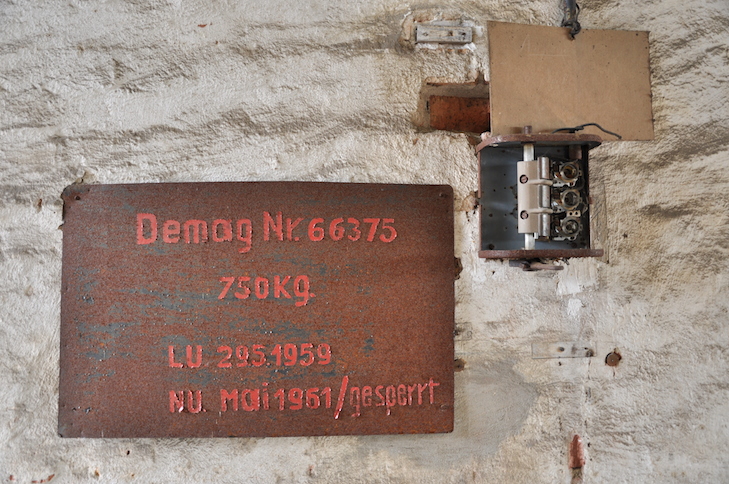 Demag Nr. 66375
750 Kg.
LU. 29.5.1959
NU. Mai 1961/gesperrt